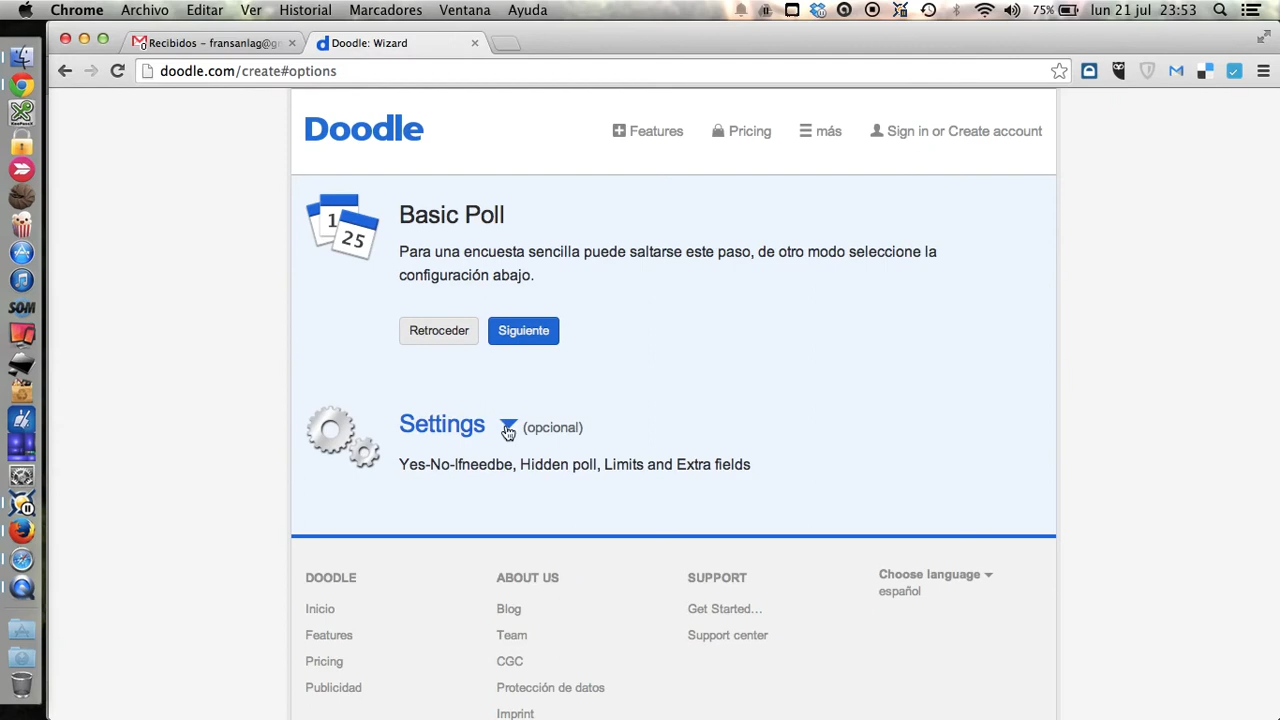 Chrome Archivo Editar Ver Historial Marcadores Ventana Ayuda 75% lun 21 jul 23:53
Recibidos – fransanlag@g
Doodle: Wizard
doodle.com/create#options
Doodle
Features
Pricing
más
Sign in or Create account
1
25
Basic Poll
Para una encuesta sencilla puede saltarse este paso, de otro modo seleccione la
configuración abajo.
Retroceder
Siguiente
Settings (opcional)
Yes-No-Ifneedbe, Hidden poll, Limits and Extra fields
DOODLE
Inicio
Features
Pricing
Publicidad
ABOUT US
Blog
Team
CGC
Protección de datos
Imprint
SUPPORT
Get Started...
Support center
Choose language
español
SOM